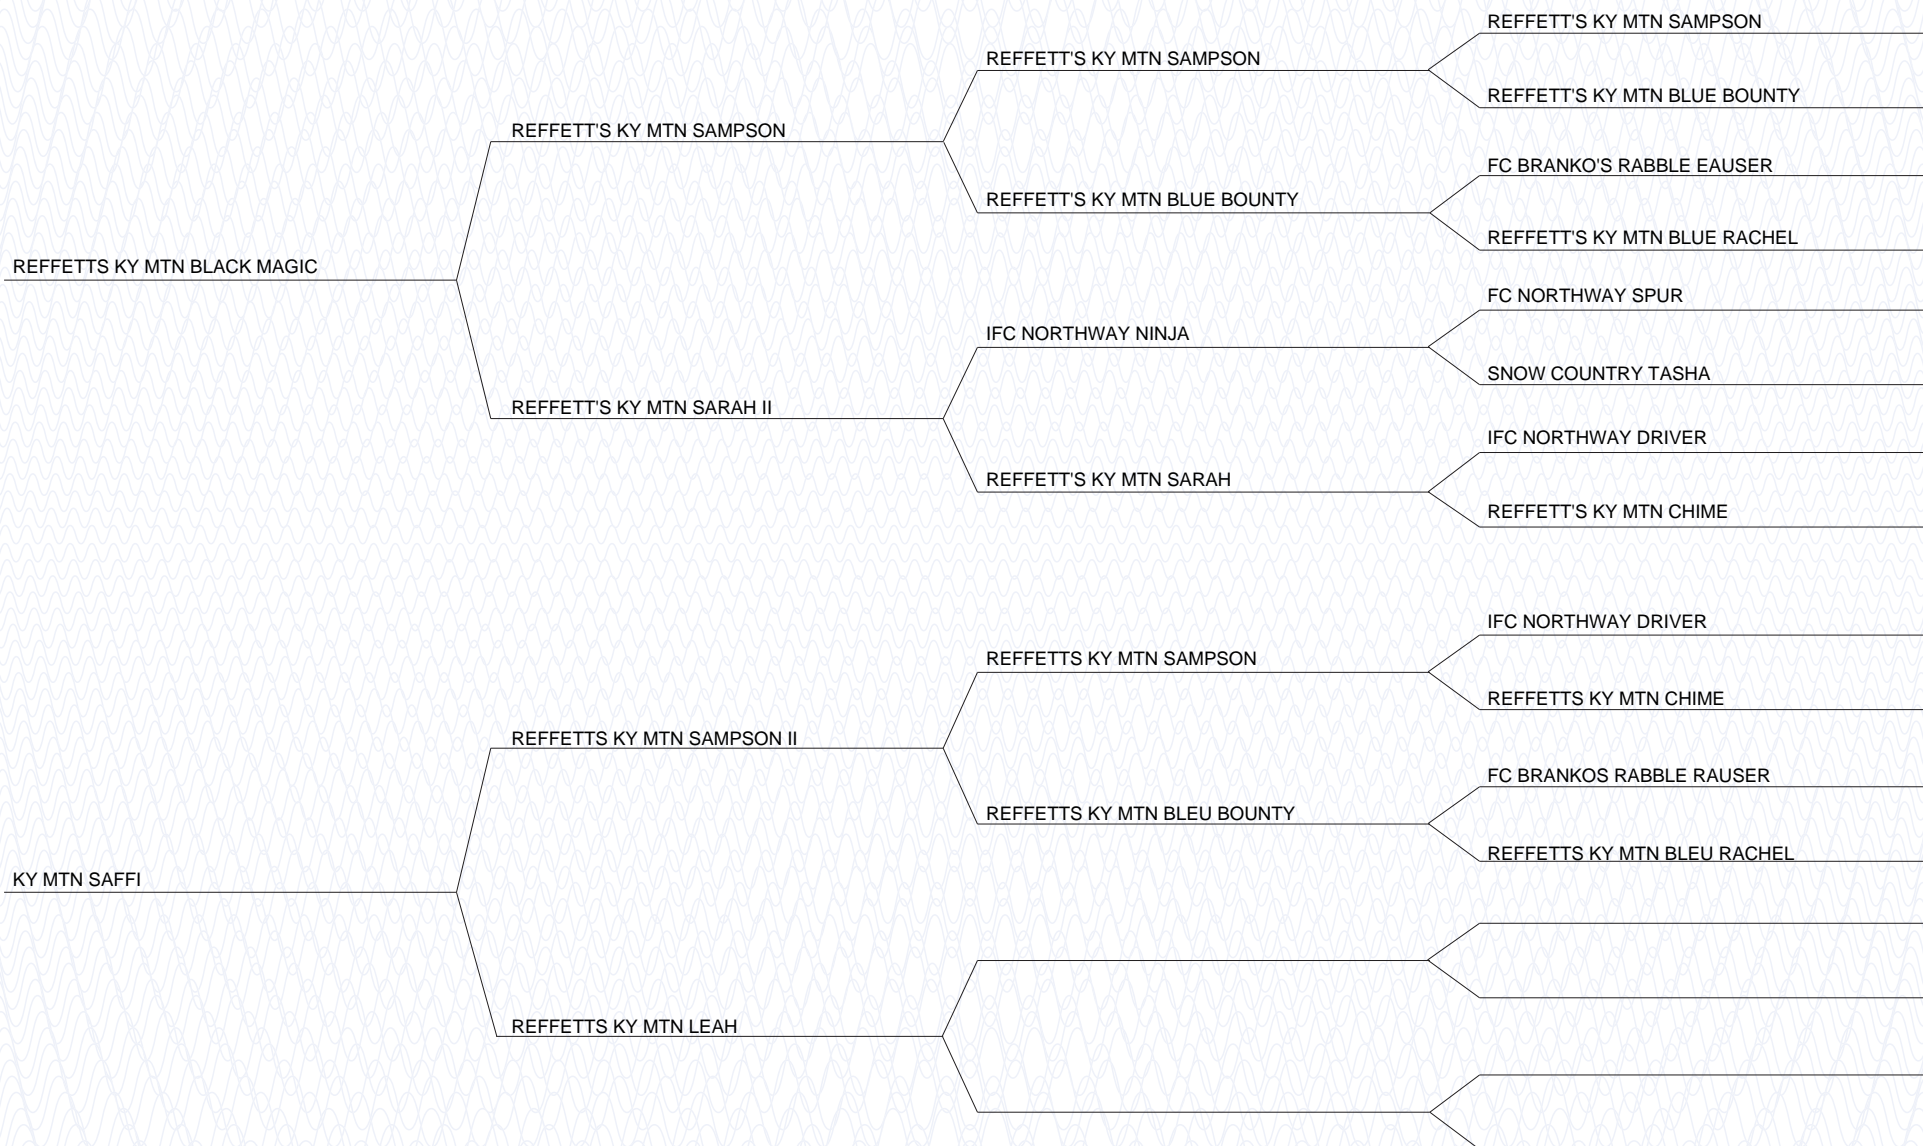 REFFETT'S KY MTN SAMPSON
REFFETT'S KY MTN SAMPSON
REFFETT'S KY MTN BLUE BOUNTY
REFFETT'S KY MTN SAMPSON
FC BRANKO'S RABBLE EAUSER
REFFETT'S KY MTN BLUE BOUNTY
REFFETT'S KY MTN BLUE RACHEL
REFFETTS KY MTN BLACK MAGIC
FC NORTHWAY SPUR
IFC NORTHWAY NINJA
SNOW COUNTRY TASHA
REFFETT'S KY MTN SARAH II
IFC NORTHWAY DRIVER
REFFETT'S KY MTN SARAH
REFFETT'S KY MTN CHIME
IFC NORTHWAY DRIVER
REFFETTS KY MTN SAMPSON
REFFETTS KY MTN CHIME
REFFETTS KY MTN SAMPSON II
FC BRANKOS RABBLE RAUSER
REFFETTS KY MTN BLEU BOUNTY
REFFETTS KY MTN BLEU RACHEL
KY MTN SAFFI
REFFETTS KY MTN LEAH